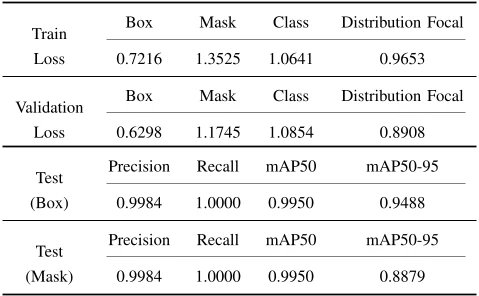 Train Loss
Box Mask Class Distribution Focal
0.7216 1.3525 1.0641 0.9653
Validation Loss
Box Mask Class Distribution Focal
0.6298 1.1745 1.0854 0.8908
Test (Box)
Precision Recall mAP50 mAP50-95
0.9984 1.0000 0.9950 0.9488
Test (Mask)
Precision Recall mAP50 mAP50-95
0.9984 1.0000 0.9950 0.8879